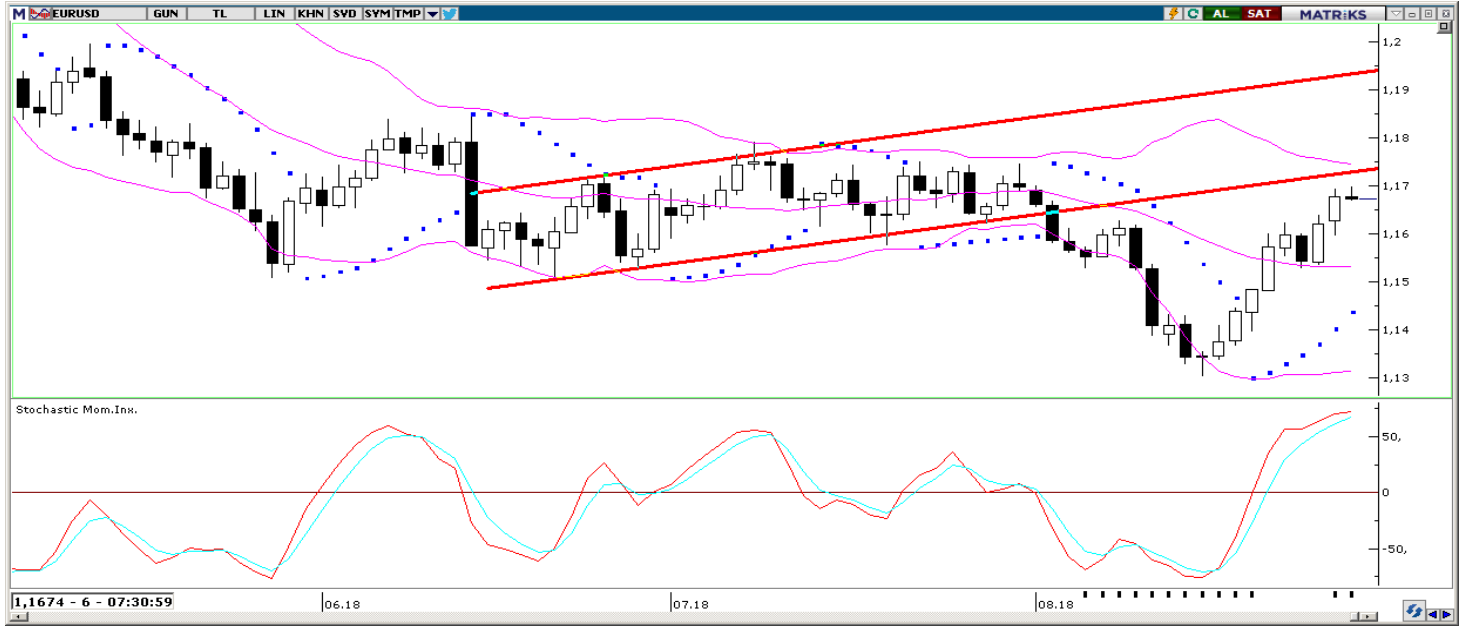 M EURUSD GUN TL LIN KHN SVD SYM TMP AL SAT MATRiKS
1,2
1,19
1,18
1,17
1,16
1,15
1,14
1,13
Stochastic Mom.Inx.
50,
0
-50,
1,1674 - 6 - 07:30:59
06.18 07.18 08.18